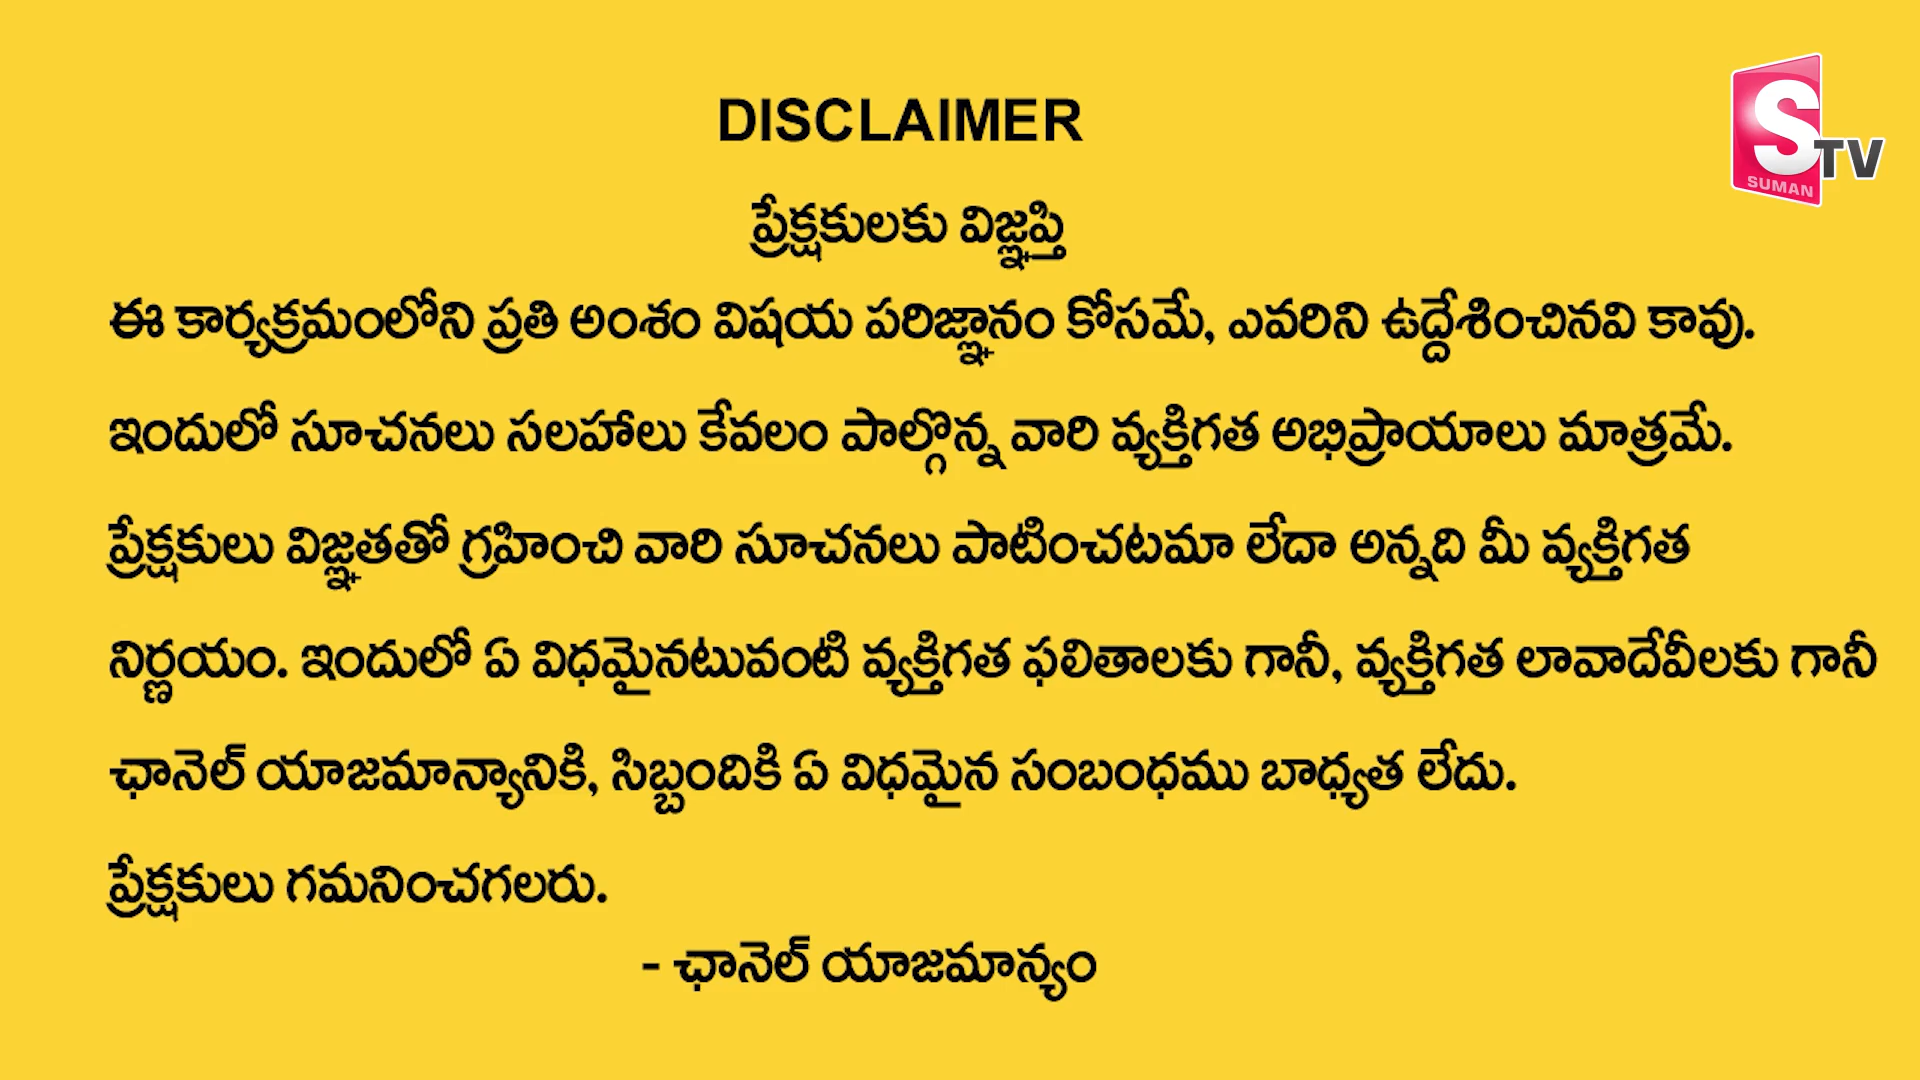 DISCLAIMER
S
TV
SUMAN
ప్రేక్షకులకు విజ్ఞప్తి
ఈ కార్యక్రమంలోని ప్రతి అంశం విషయ పరిజ్ఞానం కోసమే, ఎవరిని ఉద్దేశించినవి కావు.
ఇందులో సూచనలు సలహాలు కేవలం పాల్గొన్న వారి వ్యక్తిగత అభిప్రాయాలు మాత్రమే.
ప్రేక్షకులు విజ్ఞతతో గ్రహించి వారి సూచనలు పాటించటమా లేదా అన్నది మీ వ్యక్తిగత
నిర్ణయం. ఇందులో ఏ విధమైనటువంటి వ్యక్తిగత ఫలితాలకు గానీ, వ్యక్తిగత లావాదేవీలకు గానీ
ఛానెల్ యాజమాన్యానికి, సిబ్బందికి ఏ విధమైన సంబంధము బాధ్యత లేదు.
ప్రేక్షకులు గమనించగలరు.
- ఛానెల్ యాజమాన్యం